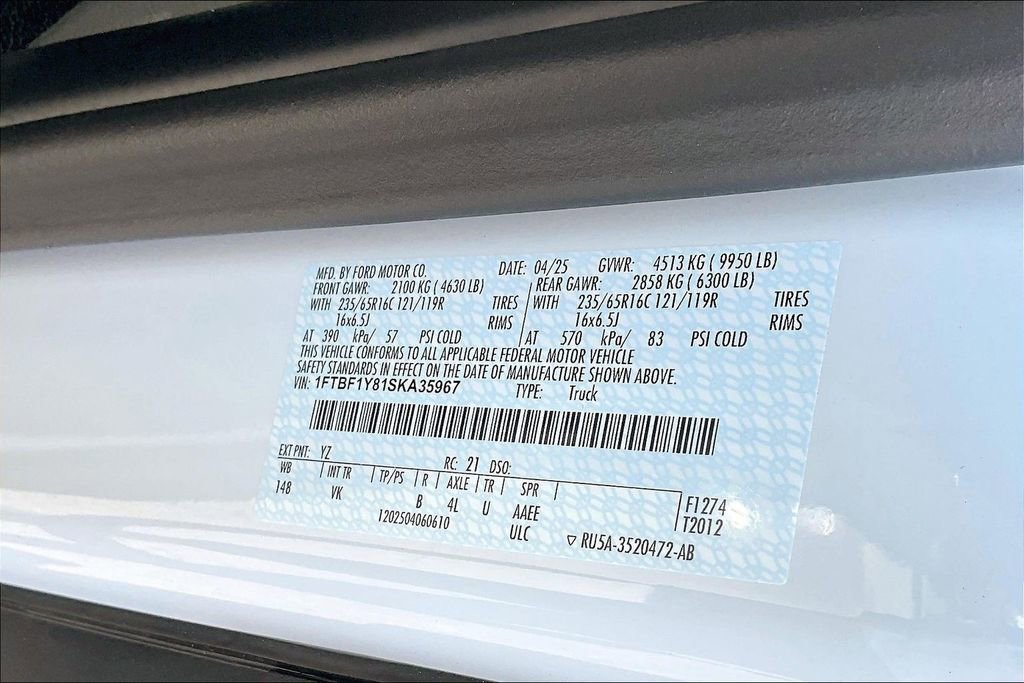 MFD. BY FORD MOTOR CO. DATE: 04/25 GVWR: 4513 KG ( 9950 LB)
FRONT GAWR: 2100 KG ( 4630 LB) REAR GAWR: 2858 KG ( 6300 LB)
WITH 235/65R16C 121/119R TIRES WITH 235/65R16C 121/119R TIRES
16x6.5J RIMS 16x6.5J RIMS
AT 390 kPa/ 57 PSI COLD AT 570 kPa/ 83 PSI COLD
THIS VEHICLE CONFORMS TO ALL APPLICABLE FEDERAL MOTOR VEHICLE
SAFETY STANDARDS IN EFFECT ON THE DATE OF MANUFACTURE SHOWN ABOVE.
VIN: 1FTBF1Y81SKA35967 TYPE: Truck
EXT PNT: YZ RC: 21 DSO:
WB INT TR TP/PS R AXLE TR SPR F1274
148 VK B 4L U AAEE T2012
1202504060610 ULC ▽ RU5A-3520472-AB